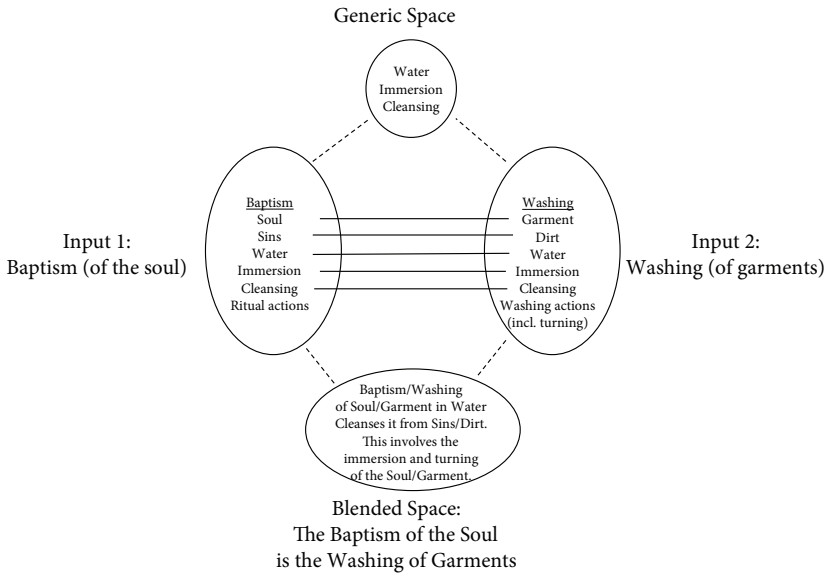 Generic Space
Water
Immersion
Cleansing
Input 1:
Baptism (of the soul)
Baptism
Soul
Sins
Water
Immersion
Cleansing
Ritual actions
Washing
Garment
Dirt
Water
Immersion
Cleansing
Washing actions
(incl. turning)
Input 2:
Washing (of garments)
Baptism/Washing
of Soul/Garment in Water
Cleanses it from Sins/Dirt.
This involves the
immersion and turning
of the Soul/Garment.
Blended Space:
The Baptism of the Soul
is the Washing of Garments